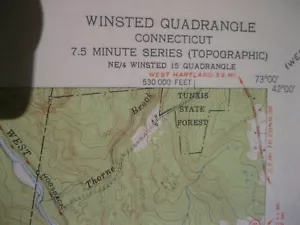 WINSTED QUADRANGLE
CONNECTICUT
7.5 MINUTE SERIES (TOPOGRAPHIC)
NE/4 WINSTED 15' QUADRANGLE
WEST HARTLAND
530 000 FEET
73°00'
42°00'
TUNXIS
STATE
FOREST
Brook
Thorne
WEST